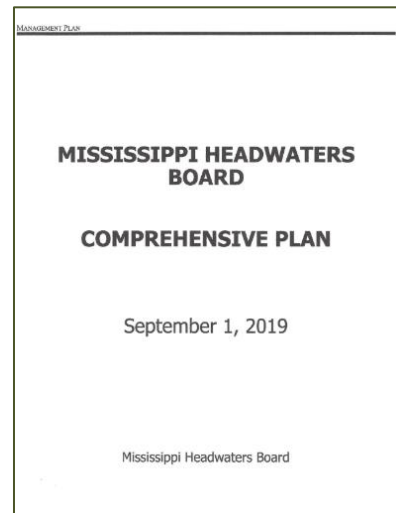 MANAGEMENT PLAN
MISSISSIPPI HEADWATERS
BOARD
COMPREHENSIVE PLAN
September 1, 2019
Mississippi Headwaters Board